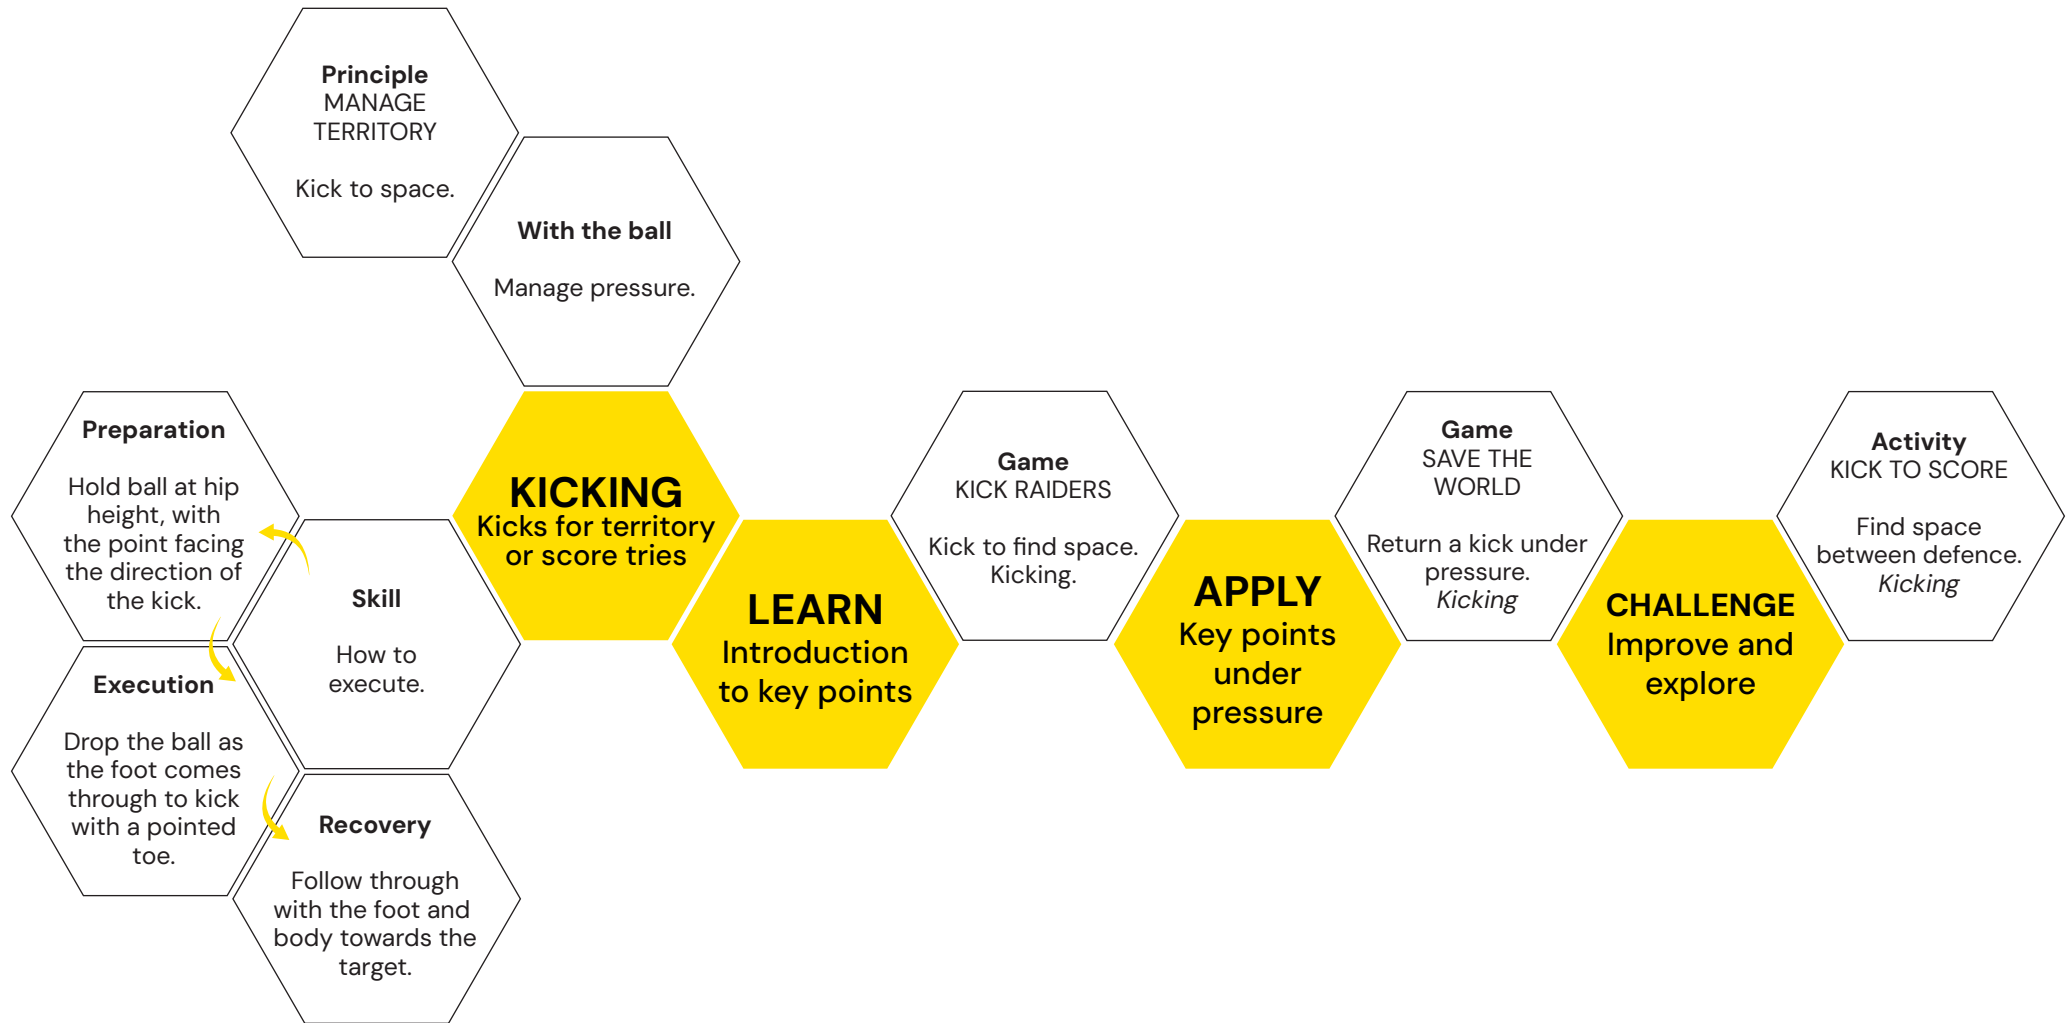 Principle
MANAGE
TERRITORY
Kick to space.
With the ball
Manage pressure.
Preparation
Hold ball at hip
height, with
the point facing
the direction of
the kick.
Skill
How to
execute.
Execution
Drop the ball as
the foot comes
through to kick
with a pointed
toe.
Recovery
Follow through
with the foot and
body towards the
target.
KICKING
Kicks for territory
or score tries
LEARN
Introduction
to key points
Game
KICK RAIDERS
Kick to find space.
Kicking.
APPLY
Key points
under
pressure
Game
SAVE THE
WORLD
Return a kick under
pressure.
Kicking
CHALLENGE
Improve and
explore
Activity
KICK TO SCORE
Find space
between defence.
Kicking